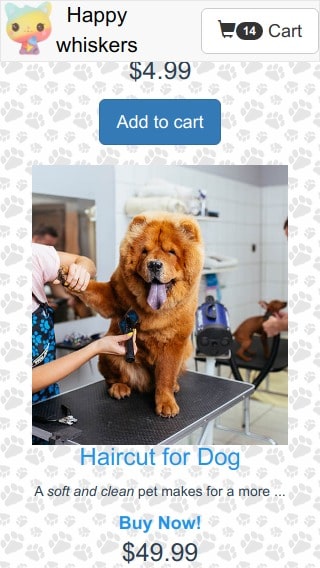 Happy
whiskers
14 Cart
$4.99
Add to cart
Haircut for Dog
A soft and clean pet makes for a more ...
Buy Now!
$49.99